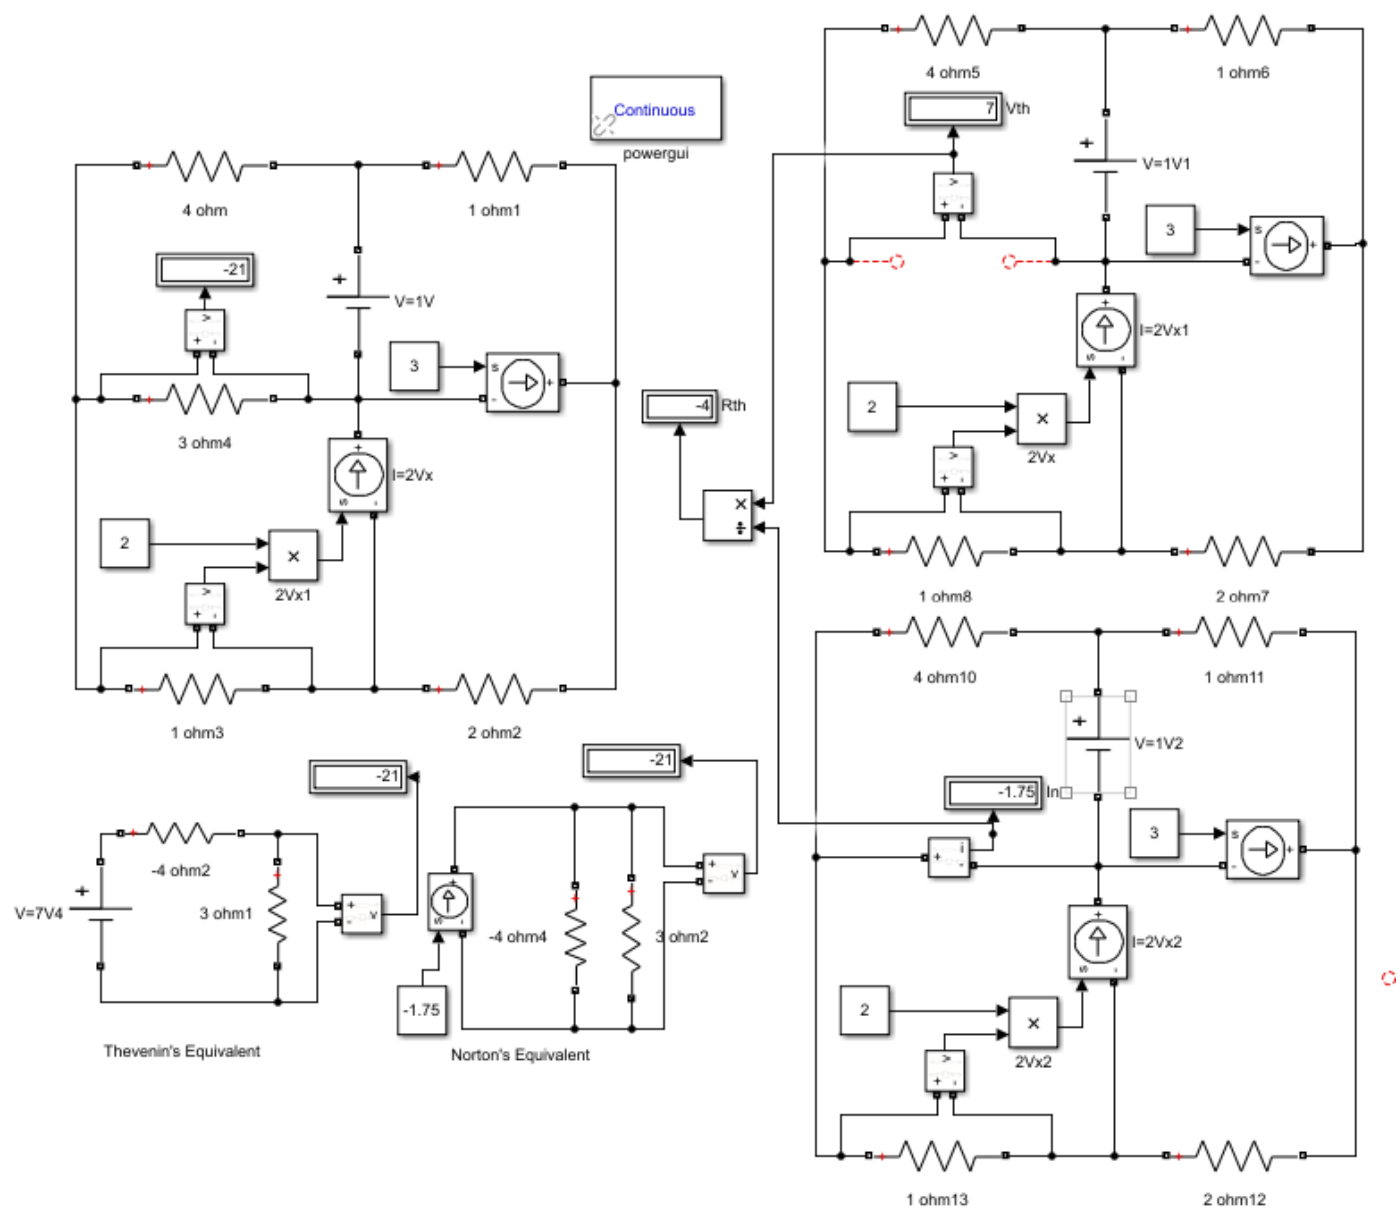 4 ohm5
1 ohm6
Continuous
powergui
7
Vth
+
V=1V1
4 ohm
1 ohm1
3
s
+
-
-21
+
V=1V
v
+ -
I=2Vx1
3
s
+
-
3 ohm4
-4
Rth
2
×
2Vx
I=2Vx
×
÷
2
×
2Vx1
1 ohm8
2 ohm7
4 ohm10
1 ohm11
1 ohm3
2 ohm2
+
V=1V2
-21
-21
-1.75
In
3
s
+
-
i
-4 ohm2
V=7V4
3 ohm1
+
-
v
-4 ohm4
3 ohm2
+
-
v
I=2Vx2
-1.75
2
×
2Vx2
Thevenin's Equivalent
Norton's Equivalent
1 ohm13
2 ohm12